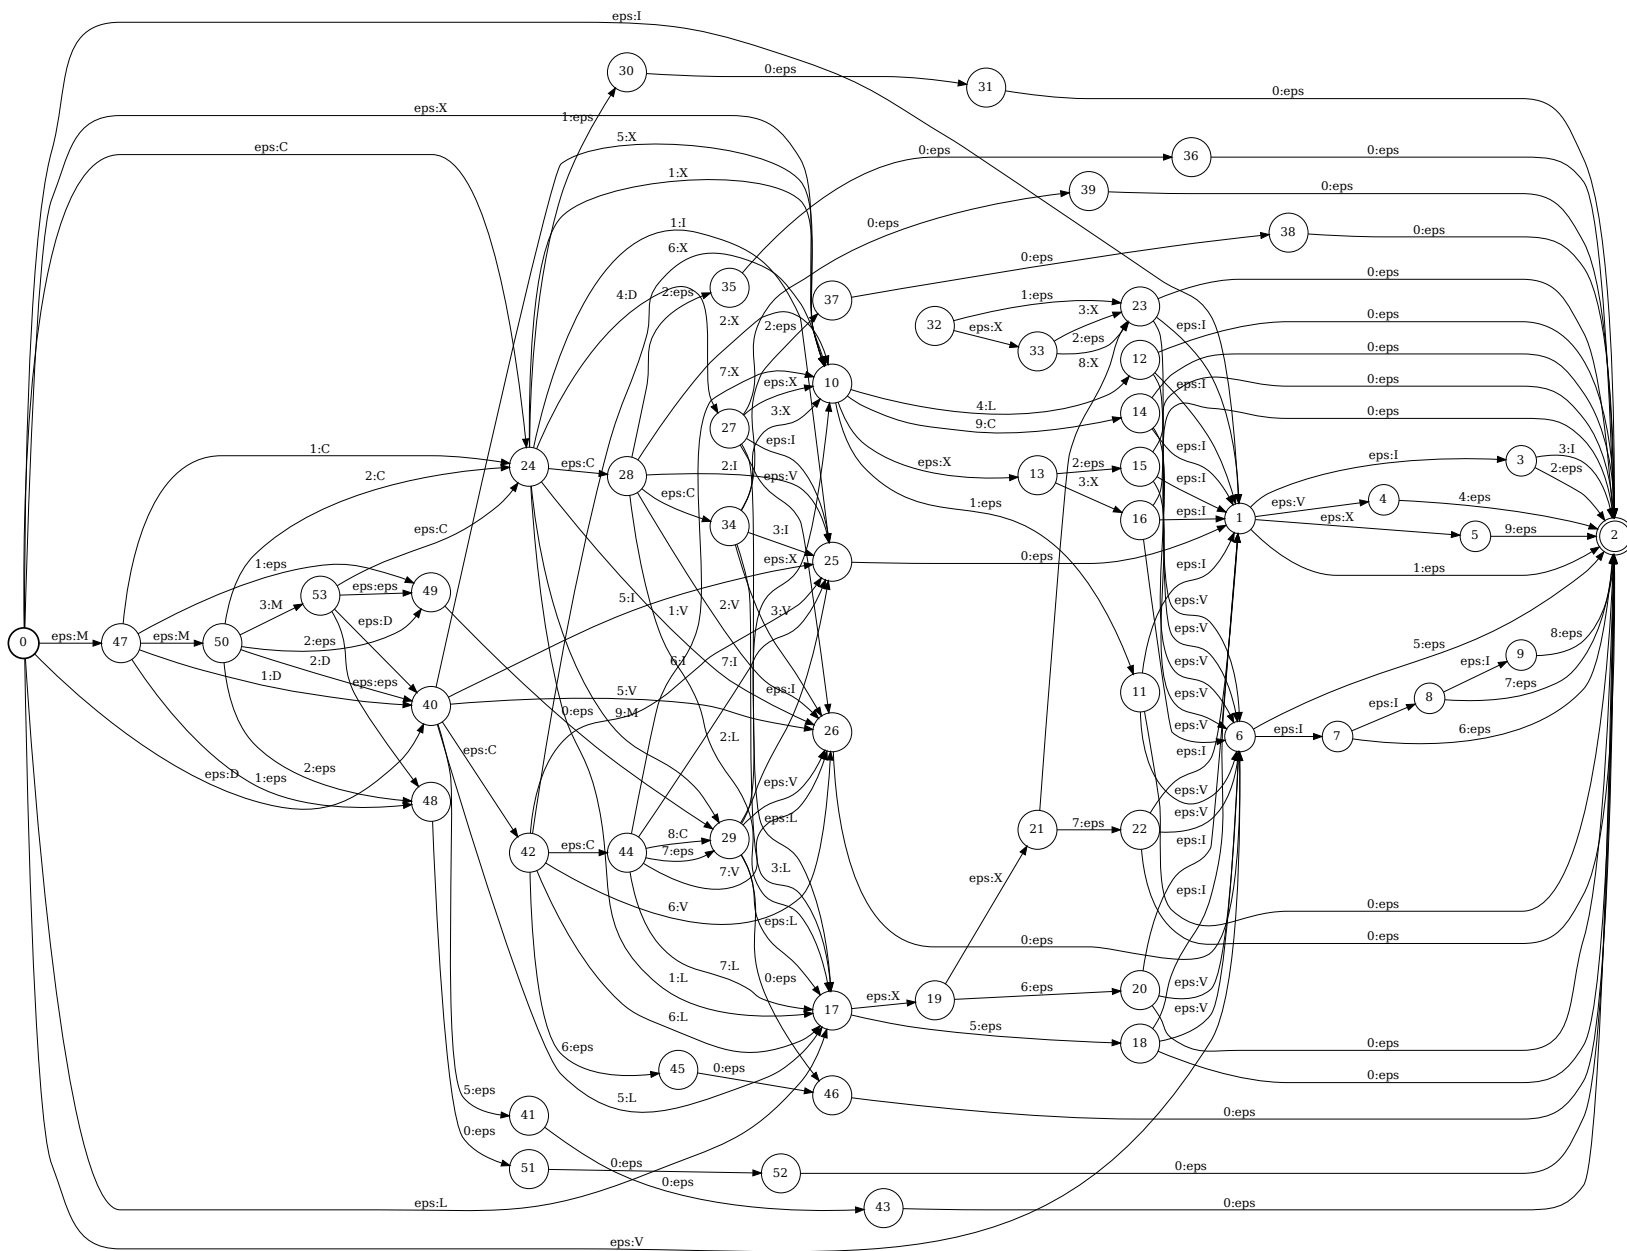 eps:I
30
0:eps
31
0:eps
1:eps
eps:X
5:X
eps:C
0:eps
36
0:eps
1:X
39
0:eps
0:eps
1:I
38
0:eps
6:X
0:eps
35
2:eps
4:D
37
23
0:eps
1:eps
3:X
32
eps:X
0:eps
2:X
2:eps
eps:I
33
2:eps
0:eps
12
8:X
7:X
eps:X
10
0:eps
eps:I
4:L
14
0:eps
3:X
27
9:C
1:C
eps:I
eps:I
3:I
24
eps:C
28
2:I
eps:X
2:eps
15
eps:I
3
2:eps
2:C
eps:V
13
3:X
eps:I
eps:V
4
4:eps
eps:C
34
1:eps
16
eps:I
1
eps:X
5
9:eps
2
eps:C
3:I
eps:X
25
0:eps
1:eps
1:eps
eps:eps
53
49
3:M
5:I
1:V
2:V
3:V
eps:V
0
eps:M
47
eps:M
50
2:eps
eps:D
eps:V
5:eps
8:eps
2:D
6:I
7:I
eps:I
9
1:D
eps:eps
eps:V
eps:I
5:V
11
eps:V
8
7:eps
40
0:eps
9:M
eps:I
26
eps:V
6
eps:I
7
6:eps
2:L
eps:C
eps:I
eps:D
1:eps
2:eps
eps:V
eps:V
48
eps:L
21
7:eps
22
eps:V
8:C
29
eps:I
42
eps:C
44
7:eps
7:V
3:L
eps:X
eps:I
6:V
eps:L
0:eps
0:eps
0:eps
7:L
1:L
0:eps
6:eps
20
eps:V
eps:X
19
17
6:L
eps:V
5:eps
18
0:eps
6:eps
45
0:eps
0:eps
5:eps
5:L
46
0:eps
41
0:eps
51
0:eps
52
0:eps
0:eps
43
0:eps
eps:L
eps:V